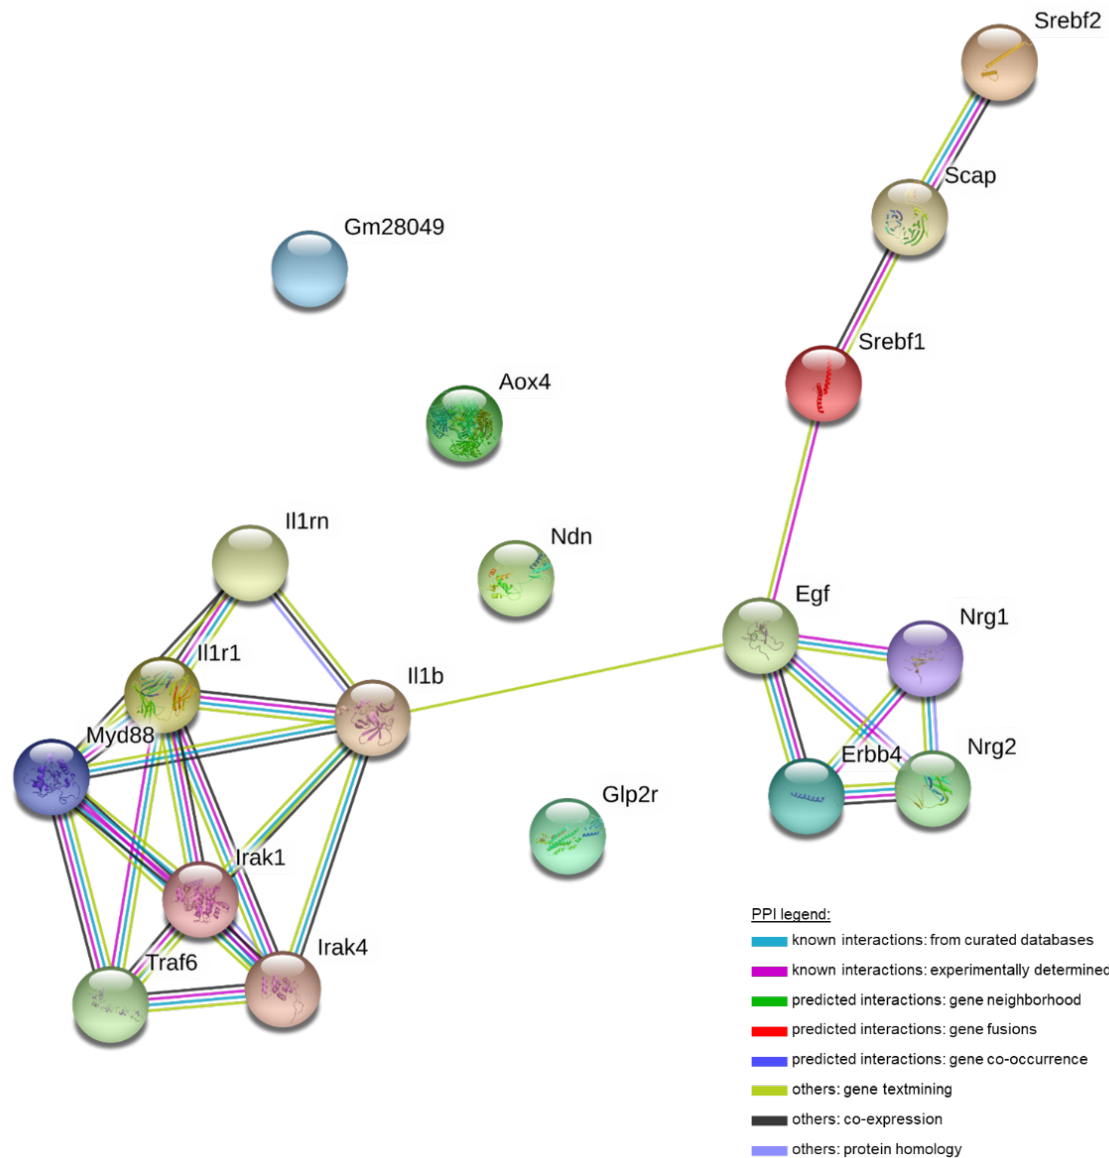 Srebf2
Scap
Gm28049
Srebf1
Aox4
Il1rn
Ndn
Egf
Nrg1
Il1r1
Il1b
Myd88
Erbb4
Nrg2
Glp2r
Irak1
Irak4
Traf6
PPI legend:
known interactions: from curated databases
known interactions: experimentally determined
predicted interactions: gene neighborhood
predicted interactions: gene fusions
predicted interactions: gene co-occurrence
others: gene textmining
others: co-expression
others: protein homology